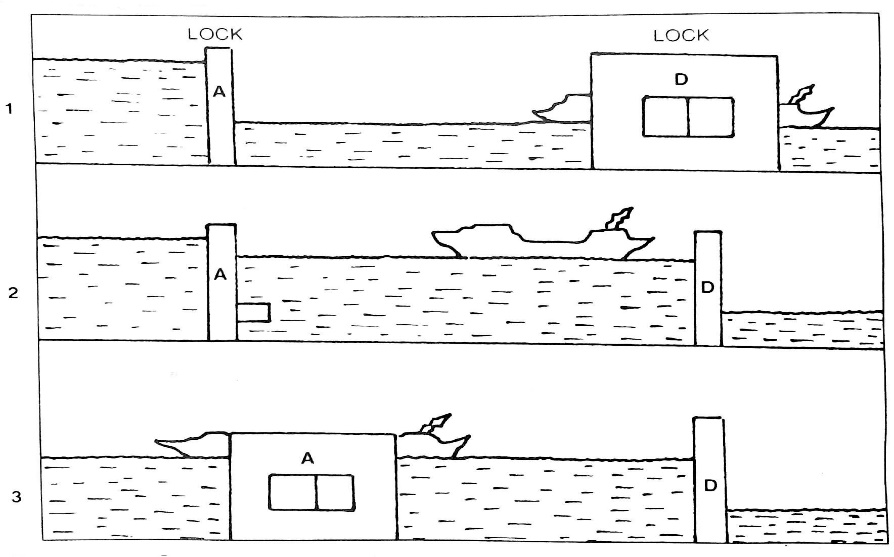 LOCK LOCK
1 A D
2 A D
3 A D